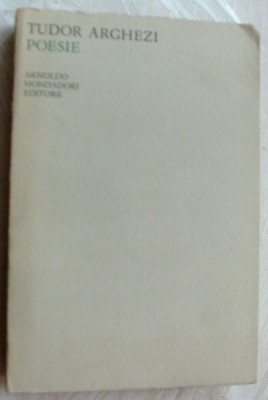 TUDOR ARGHEZI
POESIE
ARNOLDO
MONDADORI
EDITORE